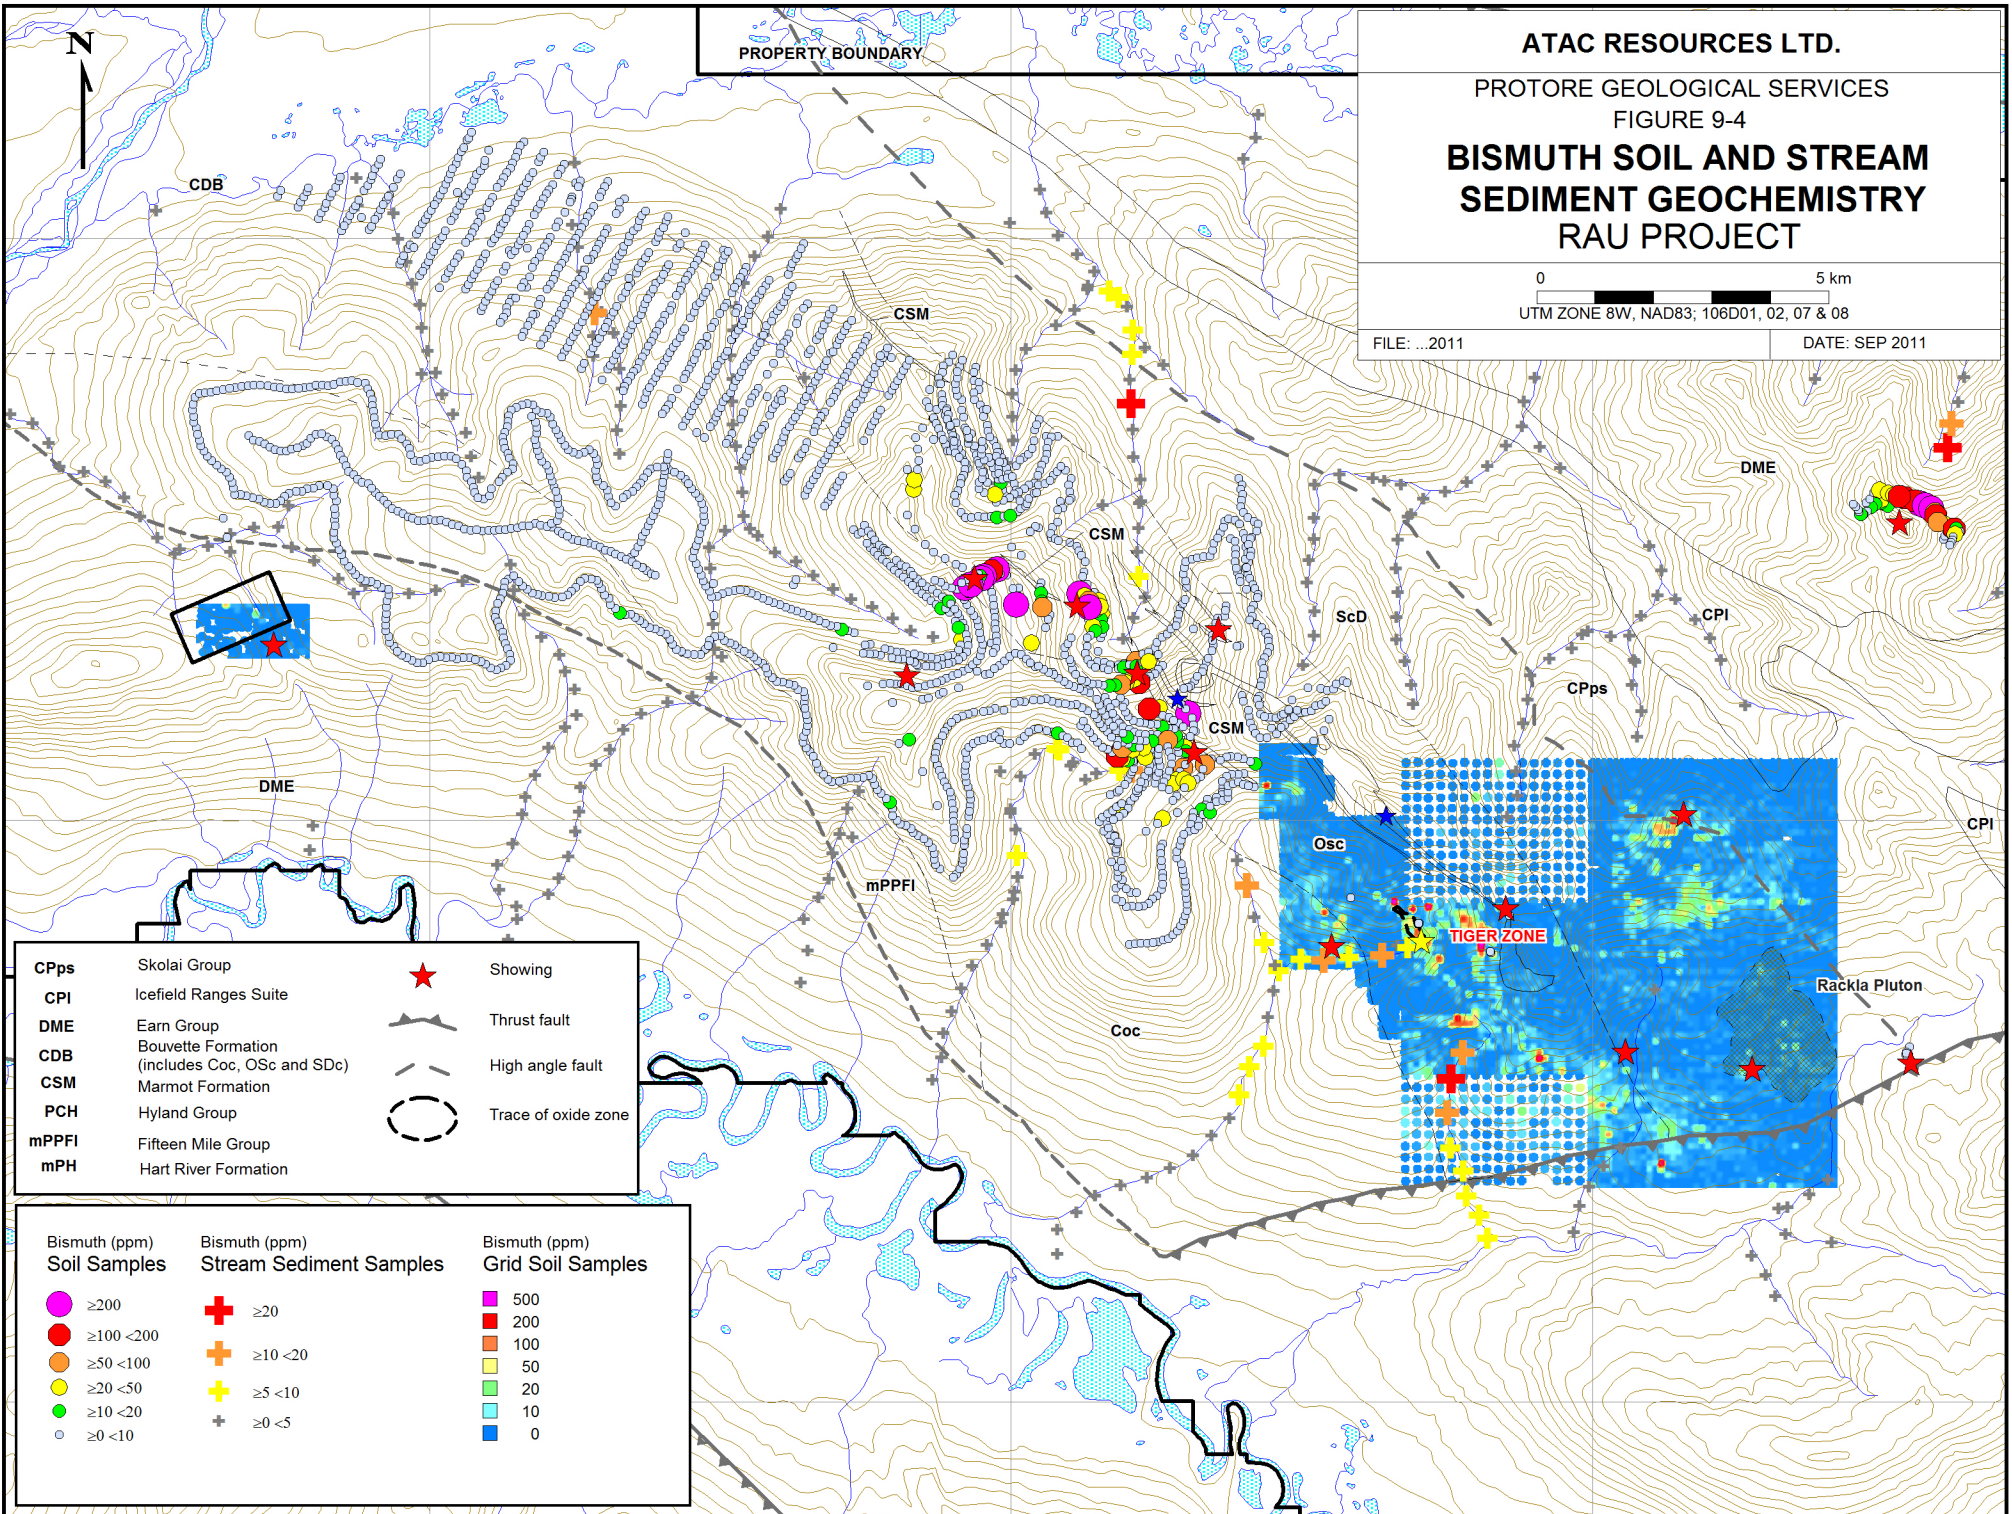 N
PROPERTY BOUNDARY
ATAC RESOURCES LTD.
PROTORE GEOLOGICAL SERVICES
FIGURE 9-4
BISMUTH SOIL AND STREAM
SEDIMENT GEOCHEMISTRY
RAU PROJECT
0 5 km
UTM ZONE 8W, NAD83; 106D01, 02, 07 & 08
FILE: ...2011 DATE: SEP 2011
CDB
CSM
DME
CSM
ScD
CPI
CPps
CSM
DME
CPI
Osc
mPPFI
TIGER ZONE
Rackla Pluton
Coc
CPps Skolai Group
CPI Icefield Ranges Suite
DME Earn Group
CDB Bouvette Formation
(includes Coc, OSc and SDc)
CSM Marmot Formation
PCH Hyland Group
mPPFI Fifteen Mile Group
mPH Hart River Formation
Showing
Thrust fault
High angle fault
Trace of oxide zone
Bismuth (ppm)
Soil Samples
≥200
≥100 <200
≥50 <100
≥20 <50
≥10 <20
≥0 <10
Bismuth (ppm)
Stream Sediment Samples
≥20
≥10 <20
≥5 <10
≥0 <5
Bismuth (ppm)
Grid Soil Samples
500
200
100
50
20
10
0